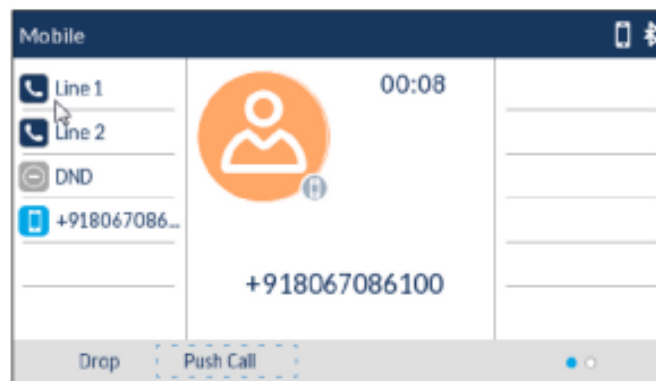 Mobile
Line 1
Line 2
DND
+918067086...
00:08
+918067086100
Drop Push Call